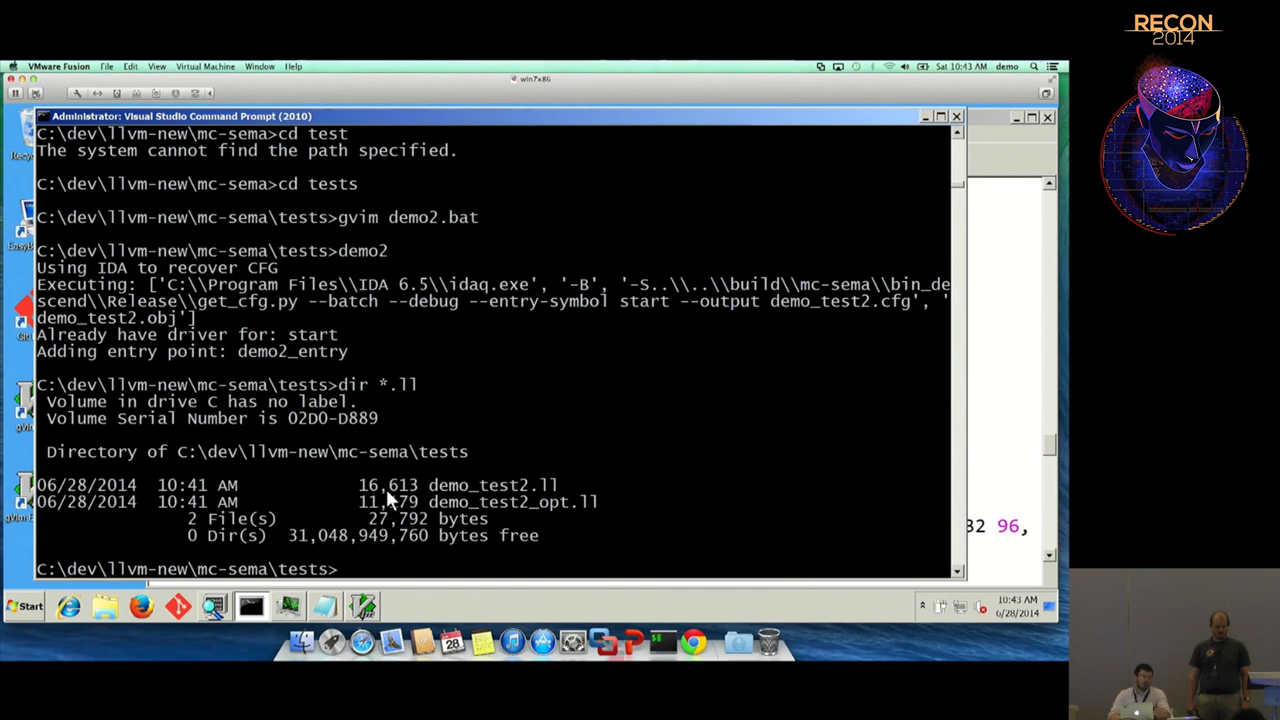 RECON
2014
VMware Fusion File Edit View Virtual Machine Window Help
Sat 10:43 AM demo
win7x86
Administrator: Visual Studio Command Prompt (2010)
C:\dev\llvm-new\mc-sema>cd test
The system cannot find the path specified.
C:\dev\llvm-new\mc-sema>cd tests
C:\dev\llvm-new\mc-sema\tests>gvim demo2.bat
C:\dev\llvm-new\mc-sema\tests>demo2
Using IDA to recover CFG
Executing: ['C:\\Program Files\\IDA 6.5\\idaq.exe', '-B', '-S..\\..\\build\\mc-sema\\bin_de
scend\\Release\\get_cfg.py --batch --debug --entry-symbol start --output demo_test2.cfg', '
demo_test2.obj']
Already have driver for: start
Adding entry point: demo2_entry
C:\dev\llvm-new\mc-sema\tests>dir *.ll
Volume in drive C has no label.
Volume Serial Number is 02D0-D889
Directory of C:\dev\llvm-new\mc-sema\tests
06/28/2014 10:41 AM 16,613 demo_test2.ll
06/28/2014 10:41 AM demo_test2_opt.ll
2 File(s) 27,792 bytes
0 Dir(s) 31,048,949,760 bytes free
C:\dev\llvm-new\mc-sema\tests>
96,
Start
10:43 AM
6/28/2014
28